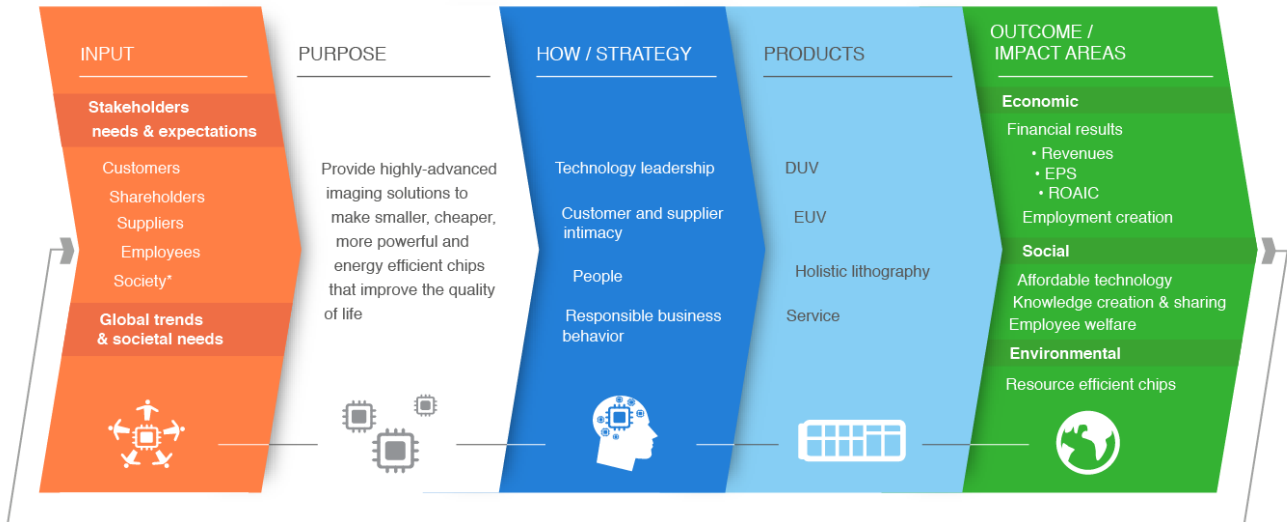 INPUT
Stakeholders
needs & expectations
Customers
Shareholders
Suppliers
Employees
Society*
Global trends
& societal needs
PURPOSE
Provide highly-advanced
imaging solutions to
make smaller, cheaper,
more powerful and
energy efficient chips
that improve the quality
of life
HOW / STRATEGY
Technology leadership
Customer and supplier
intimacy
People
Responsible business
behavior
PRODUCTS
DUV
EUV
Holistic lithography
Service
OUTCOME /
IMPACT AREAS
Economic
Financial results
• Revenues
• EPS
• ROAIC
Employment creation
Social
Affordable technology
Knowledge creation & sharing
Employee welfare
Environmental
Resource efficient chips